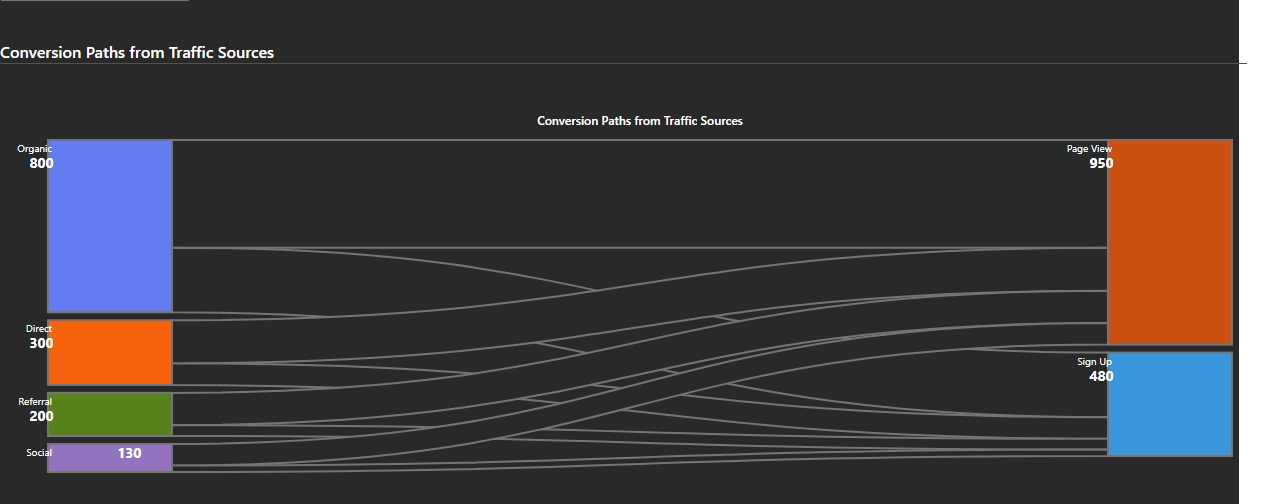 Conversion Paths from Traffic Sources
Conversion Paths from Traffic Sources
Organic
800
Page View
950
Direct
300
Sign Up
480
Referral
200
Social
130